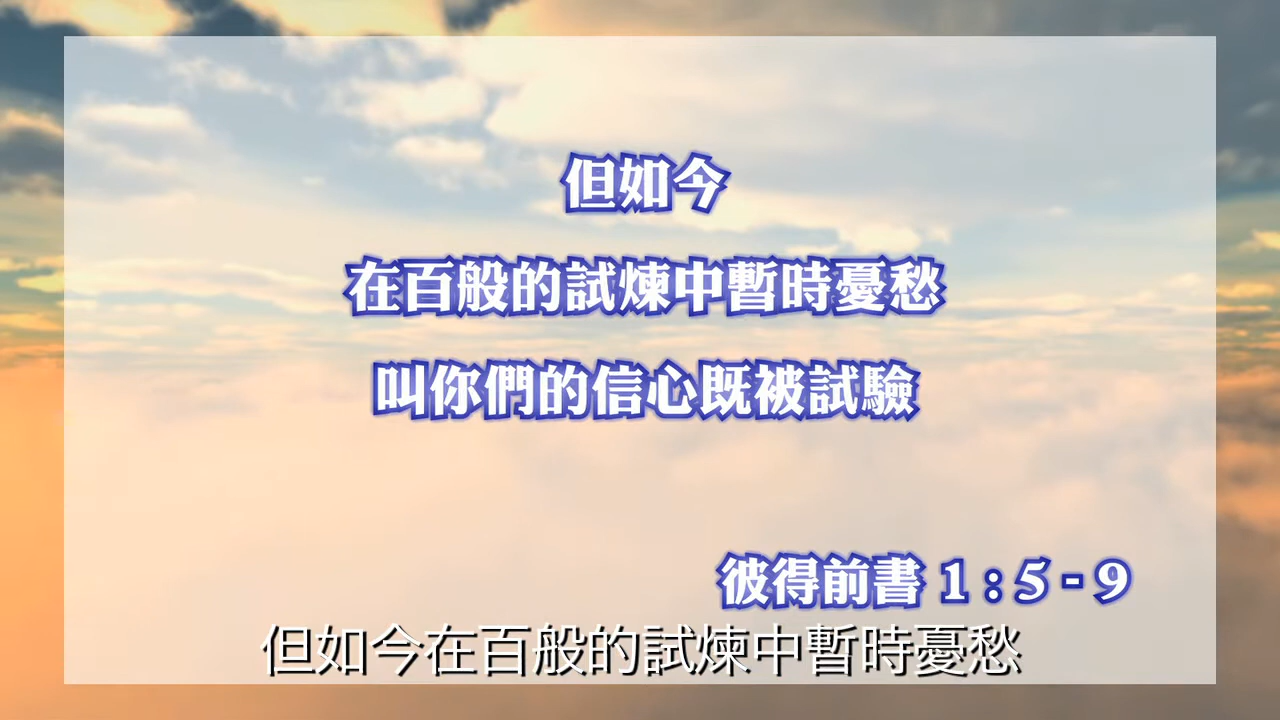 但如今
在百般的試煉中暫時憂愁
叫你們的信心既被試驗
彼得前書 1:5-9
但如今在百般的試煉中暫時憂愁